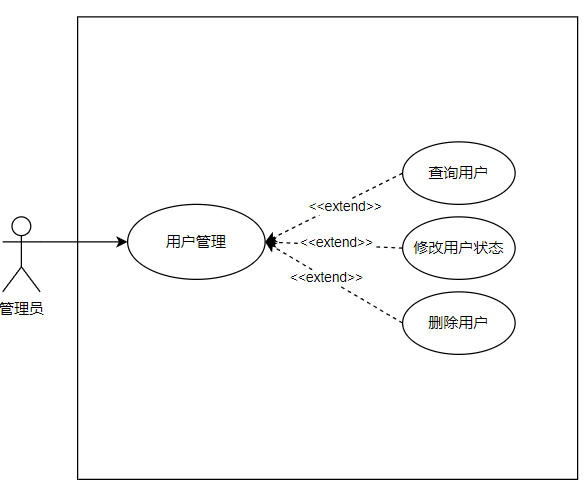 查询用户
<<extend>>
用户管理
<<extend>>
修改用户状态
<<extend>>
管理员
删除用户